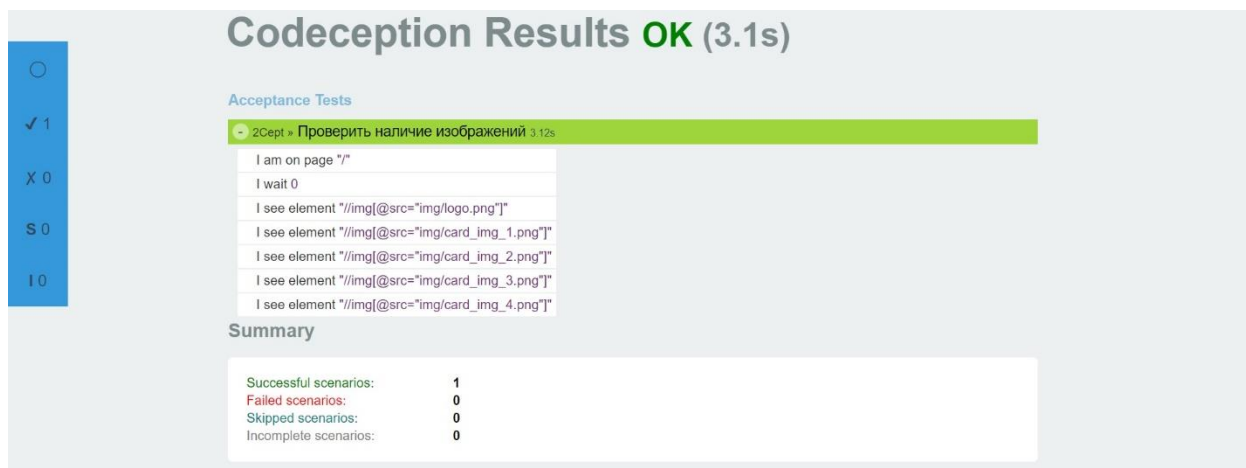 Codeception Results OK (3.1s)
✓ 1
X 0
S 0
I 0
Acceptance Tests
- 2Cept » Проверить наличие изображений 3.12s
I am on page "/"
I wait 0
I see element "//img[@src="img/logo.png"]"
I see element "//img[@src="img/card_img_1.png"]"
I see element "//img[@src="img/card_img_2.png"]"
I see element "//img[@src="img/card_img_3.png"]"
I see element "//img[@src="img/card_img_4.png"]"
Summary
Successful scenarios: 1
Failed scenarios: 0
Skipped scenarios: 0
Incomplete scenarios: 0